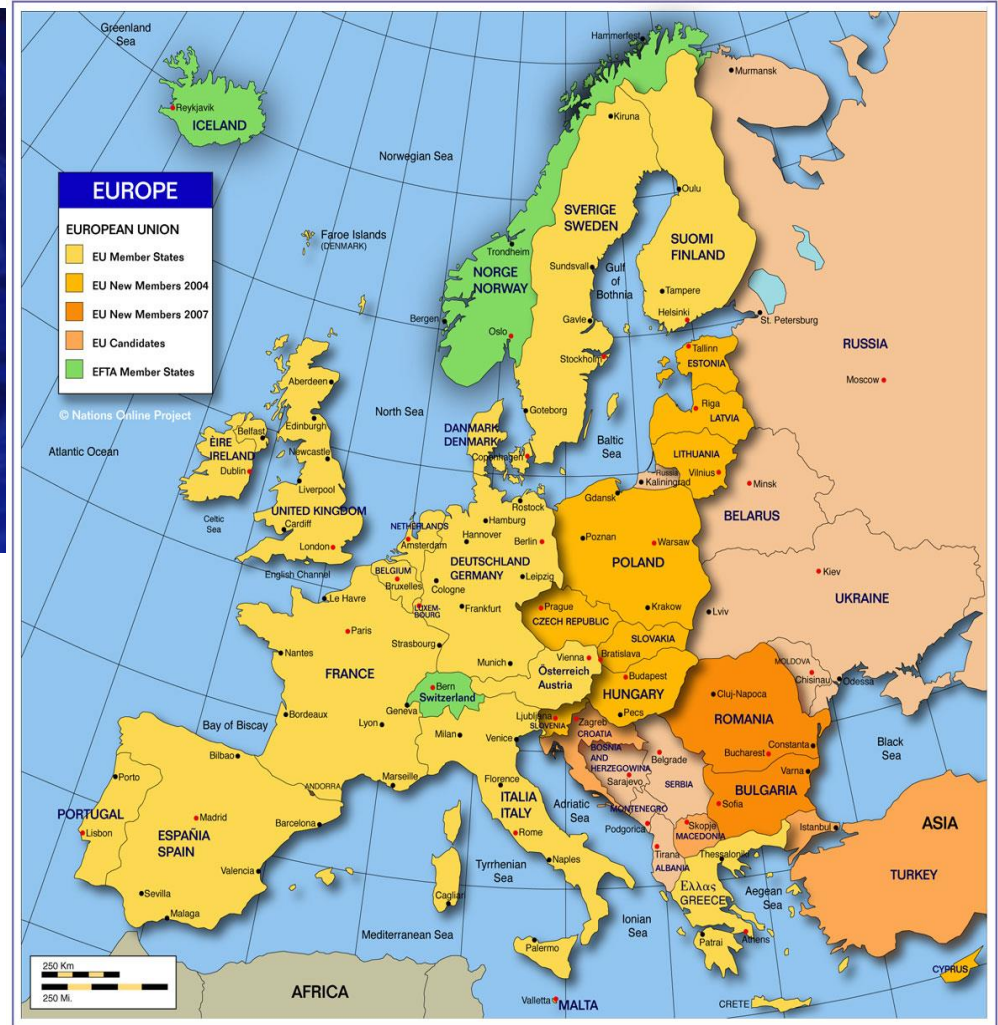 Greenland
Sea
Hammerfest
Murmansk
Reykjavik
ICELAND
Kiruna
Norwegian Sea
EUROPE
EUROPEAN UNION
EU Member States
EU New Members 2004
EU New Members 2007
EU Candidates
EFTA Member States
© Nations Online Project
Oulu
SVERIGE
SWEDEN
Faroe Islands
(DENMARK)
SUOMI
FINLAND
Trondheim
NORGE
NORWAY
Sundsvall
Gulf
of
Bothnia
Tampere
Helsinki
Bergen
Gavle
St. Petersburg
Oslo
RUSSIA
Tallinn
ESTONIA
Stockholm
Moscow
Aberdeen
Riga
LATVIA
North Sea
Goteborg
Edinburgh
DANMARK
DENMARK
Baltic
Sea
Belfast
ÈIRE
IRELAND
Atlantic Ocean
Newcastle
Copenhagen
LITHUANIA
Dublin
Russia
Vilnius
Kaliningrad
Minsk
Liverpool
Gdansk
Rostock
BELARUS
UNITED KINGDOM
Celtic
Sea
Cardiff
NETHERLANDS
Hamburg
Hannover
Poznan
Amsterdam
Berlin
Warsaw
London
English Channel
DEUTSCHLAND
GERMANY
POLAND
BELGIUM
Bruxelles
Cologne
Leipzig
Kiev
Le Havre
LUXEM-
BOURG
Frankfurt
Prague
Krakow
Lviv
UKRAINE
CZECH REPUBLIC
Paris
SLOVAKIA
Strasbourg
Nantes
Vienna
Bratislava
MOLDOVA
Munich
Österreich
Austria
Budapest
Chisinau
Odessa
FRANCE
Bern
Switzerland
HUNGARY
Cluj-Napoca
Geneva
Bordeaux
Pecs
ROMANIA
Ljubljena
SLOVENIA
Zagreb
CROATIA
Bay of Biscay
Lyon
Milan
Venice
Constanta
BOSNIA
AND
HERZEGOWINA
Belgrade
Bucharest
Black
Sea
Bilbao
Varna
Porto
Marseille
Florence
Sarajevo
SERBIA
ANDORRA
BULGARIA
ITALIA
ITALY
Adriatic
Sea
MONTENEGRO
Sofia
PORTUGAL
Madrid
Barcelona
Podgorica
Skopje
MACEDONIA
Istanbul
ASIA
Lisbon
ESPAÑIA
SPAIN
Rome
Tirana
Thessaloniki
Naples
ALBANIA
Valencia
Tyrrhenian
Sea
TURKEY
Ελλας
GREECE
Aegean
Sea
Sevilla
Cagliari
Malaga
Ionian
Sea
Mediterranean Sea
Patrai
Athens
Palermo
250 Km
250 Mi.
CYPRUS
AFRICA
Valletta
MALTA
CRETE